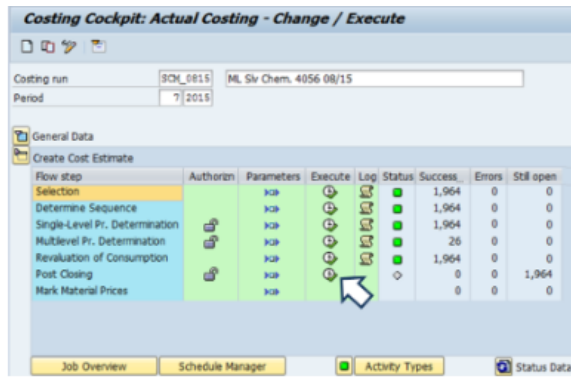 Costing Cockpit: Actual Costing - Change / Execute
Costing run SCM_0815 ML Slv Chem. 4056 08/15
Period 7 2015
General Data
Create Cost Estimate
Flow step Authorizn Parameters Execute Log Status Success_ Errors Still open
Selection 1,964 0 0
Determine Sequence 1,964 0 0
Single-Level Pr. Determination 1,964 0 0
Multilevel Pr. Determination 26 0 0
Revaluation of Consumption 1,964 0 0
Post Closing 0 0 1,964
Mark Material Prices 0 0 0
Job Overview Schedule Manager Activity Types Status Data